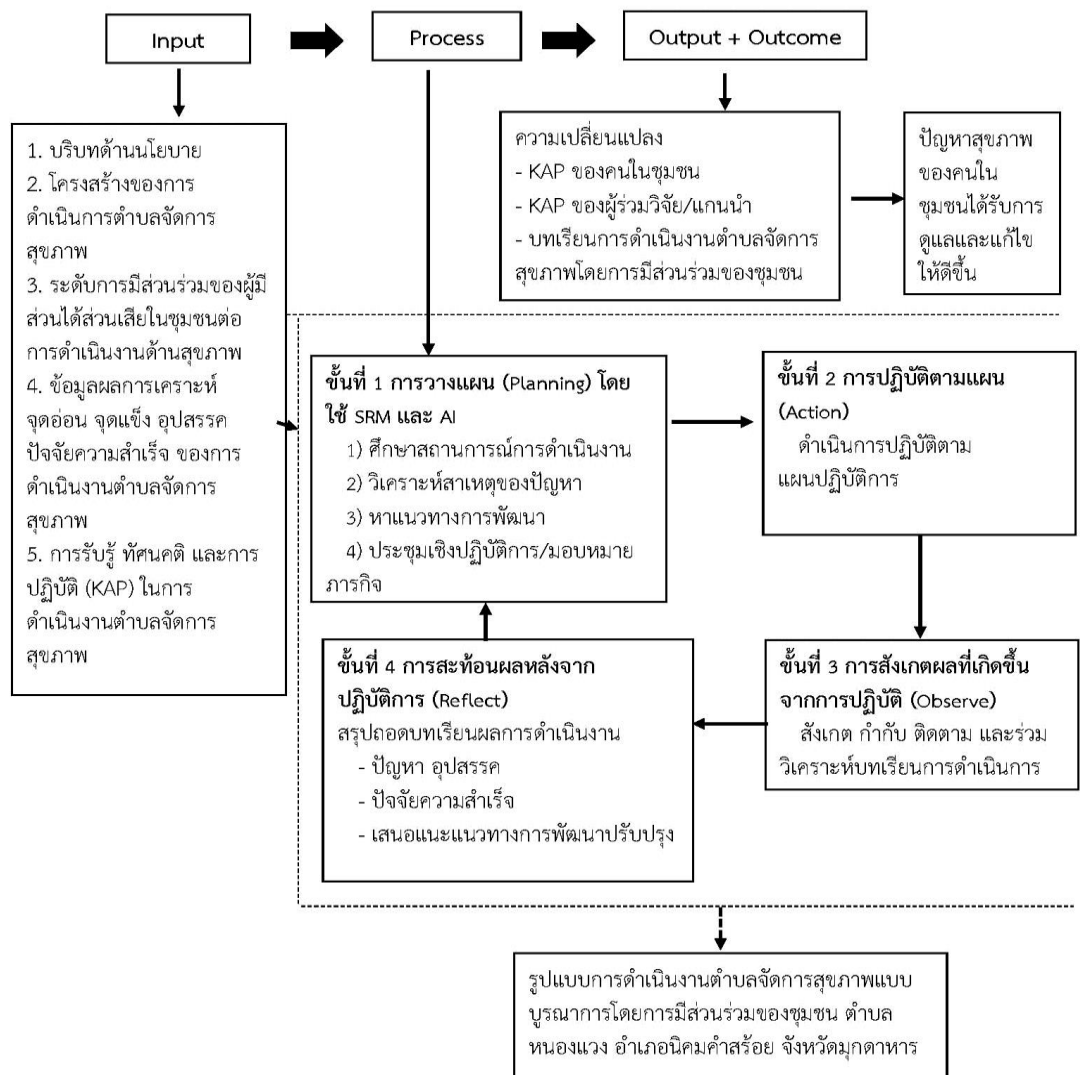 Input
Process
Output + Outcome
1. บริบทด้านนโยบาย
2. โครงสร้างของการ
ดำเนินการตำบลจัดการ
สุขภาพ
3. ระดับการมีส่วนร่วมของผู้มี
ส่วนได้ส่วนเสียในชุมชนต่อ
การดำเนินงานด้านสุขภาพ
4. ข้อมูลผลการเคราะห์
จุดอ่อน จุดแข็ง อุปสรรค
ปัจจัยความสำเร็จ ของการ
ดำเนินงานตำบลจัดการ
สุขภาพ
5. การรับรู้ ทัศนคติ และการ
ปฏิบัติ (KAP) ในการ
ดำเนินงานตำบลจัดการ
สุขภาพ
ความเปลี่ยนแปลง
- KAP ของคนในชุมชน
- KAP ของผู้ร่วมวิจัย/แกนนำ
- บทเรียนการดำเนินงานตำบลจัดการ
สุขภาพโดยการมีส่วนร่วมของชุมชน
ปัญหาสุขภาพ
ของคนใน
ชุมชนได้รับการ
ดูแลและแก้ไข
ให้ดีขึ้น
ขั้นที่ 1 การวางแผน (Planning) โดย
ใช้ SRM และ AI
1) ศึกษาสถานการณ์การดำเนินงาน
2) วิเคราะห์สาเหตุของปัญหา
3) หาแนวทางการพัฒนา
4) ประชุมเชิงปฏิบัติการ/มอบหมาย
ภารกิจ
ขั้นที่ 2 การปฏิบัติตามแผน
(Action)
ดำเนินการปฏิบัติตาม
แผนปฏิบัติการ
ขั้นที่ 3 การสังเกตผลที่เกิดขึ้น
จากการปฏิบัติ (Observe)
สังเกต กำกับ ติดตาม และร่วม
วิเคราะห์บทเรียนการดำเนินการ
ขั้นที่ 4 การสะท้อนผลหลังจาก
ปฏิบัติการ (Reflect)
สรุปถอดบทเรียนผลการดำเนินงาน
- ปัญหา อุปสรรค
- ปัจจัยความสำเร็จ
- เสนอแนะแนวทางการพัฒนาปรับปรุง
รูปแบบการดำเนินงานตำบลจัดการสุขภาพแบบ
บูรณาการโดยการมีส่วนร่วมของชุมชน ตำบล
หนองแวง อำเภอนิคมคำสร้อย จังหวัดมุกดาหาร